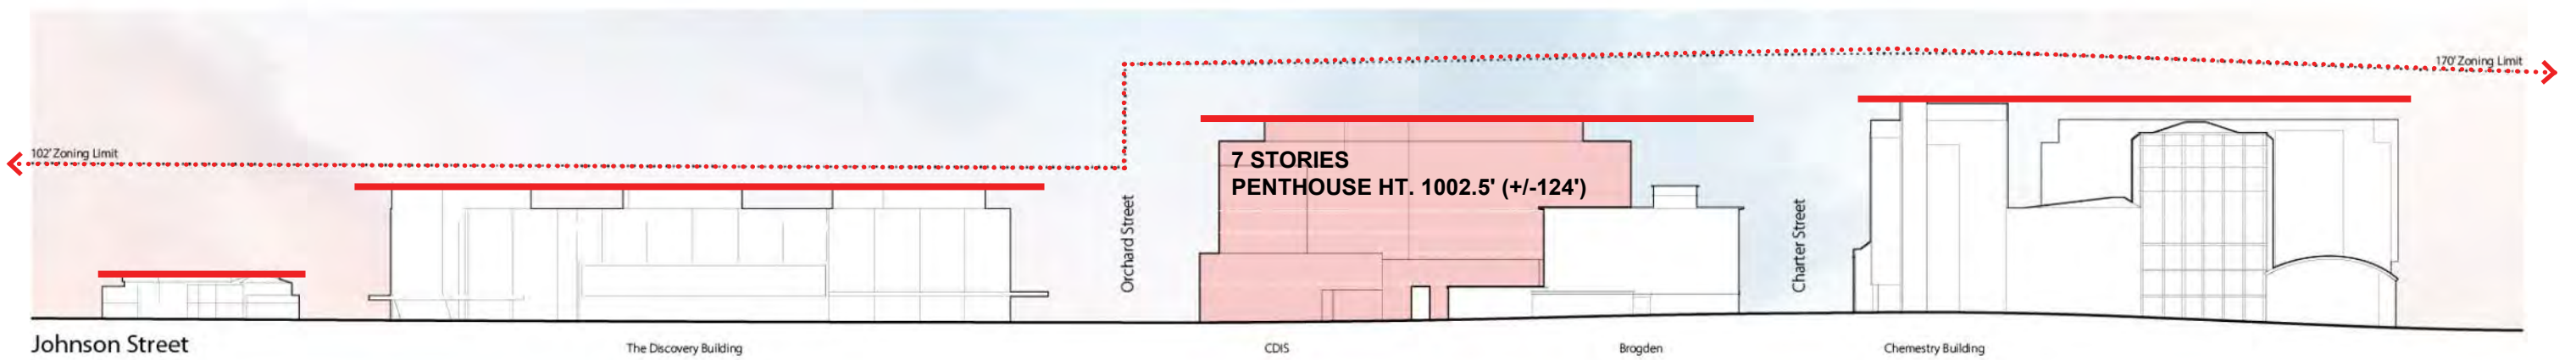 170' Zoning Limit
102' Zoning Limit
7 STORIES
PENTHOUSE HT. 1002.5' (+/-124')
Orchard Street
Charter Street
Johnson Street
The Discovery Building
CDIS
Brogden
Chemestry Building